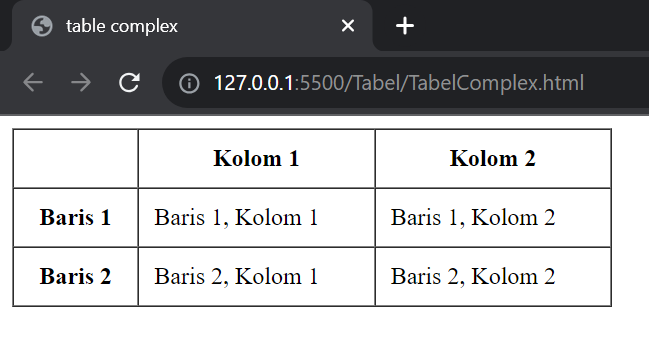 table complex
127.0.0.1:5500/Tabel/TabelComplex.html
Kolom 1 Kolom 2
Baris 1 Baris 1, Kolom 1 Baris 1, Kolom 2
Baris 2 Baris 2, Kolom 1 Baris 2, Kolom 2